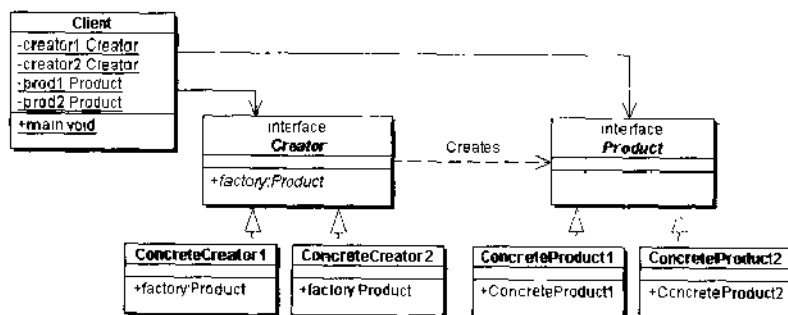 Client
-creator1 Creator
-creator2 Creator
-prod1 Product
-prod2 Product
+main void
interface
Creator
+factory:Product
Creates
interface
Product
ConcreteCreator1
+factory:Product
ConcreteCreator2
+factory Product
ConcreteProduct1
+ConcreteProduct1
ConcreteProduct2
+ConcreteProduct2